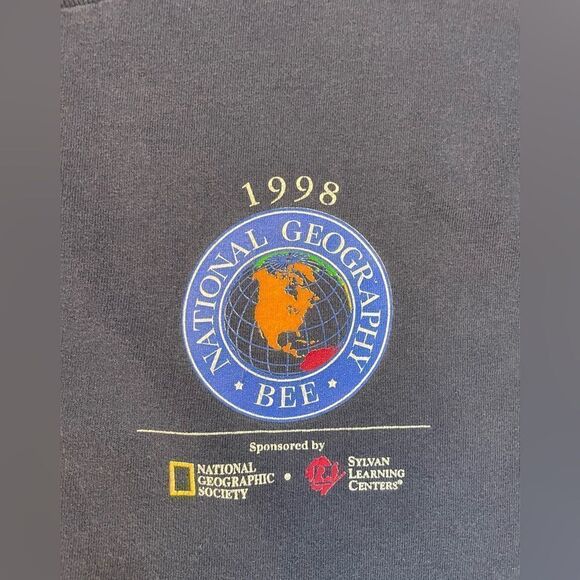 1998
NATIONAL GEOGRAPHY
BEE
Sponsored by
NATIONAL
GEOGRAPHIC
SOCIETY
SYLVAN
LEARNING
CENTERS®